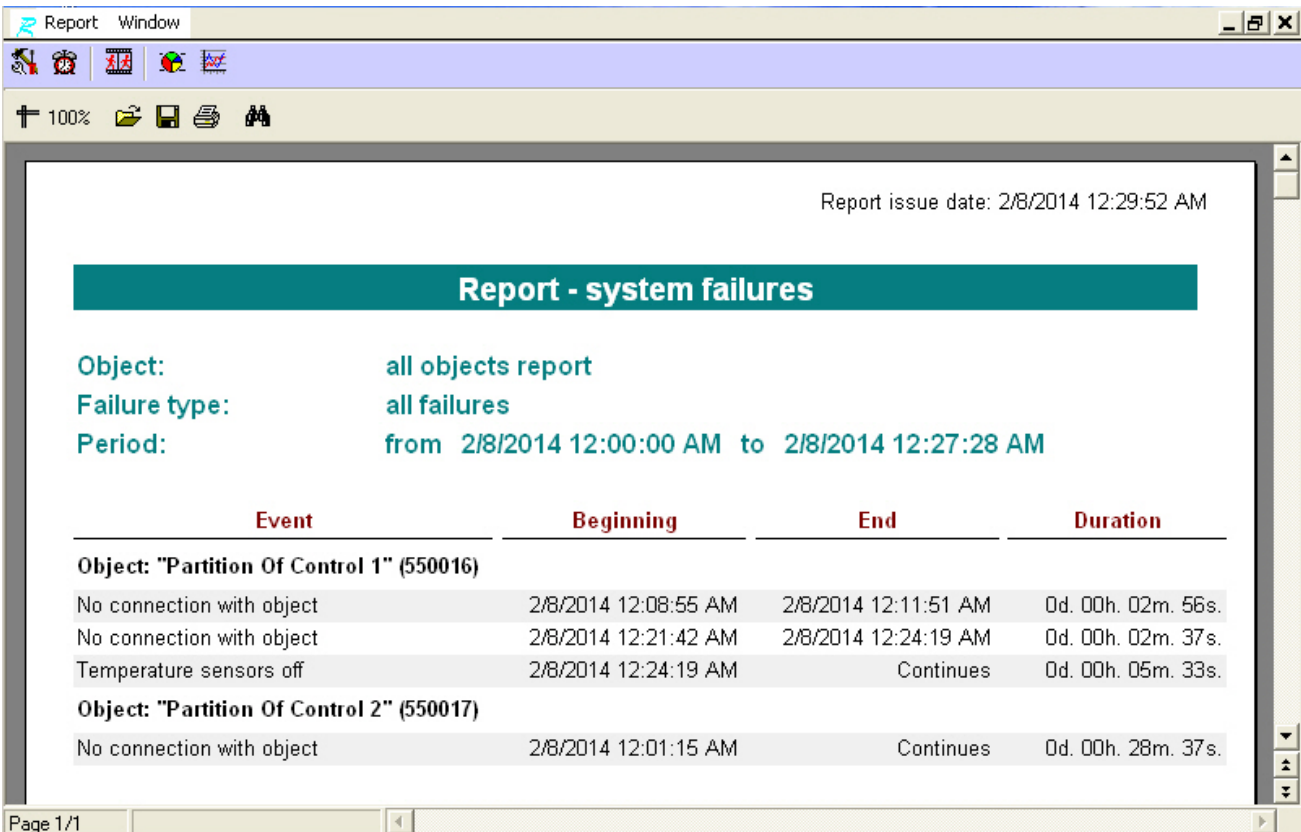 Report Window
100%
Report issue date: 2/8/2014 12:29:52 AM
Report - system failures
Object: all objects report
Failure type: all failures
Period: from 2/8/2014 12:00:00 AM to 2/8/2014 12:27:28 AM
Event Beginning End Duration
Object: "Partition Of Control 1" (550016)
No connection with object 2/8/2014 12:08:55 AM 2/8/2014 12:11:51 AM 0d. 00h. 02m. 56s.
No connection with object 2/8/2014 12:21:42 AM 2/8/2014 12:24:19 AM 0d. 00h. 02m. 37s.
Temperature sensors off 2/8/2014 12:24:19 AM Continues 0d. 00h. 05m. 33s.
Object: "Partition Of Control 2" (550017)
No connection with object 2/8/2014 12:01:15 AM Continues 0d. 00h. 28m. 37s.
Page 1/1